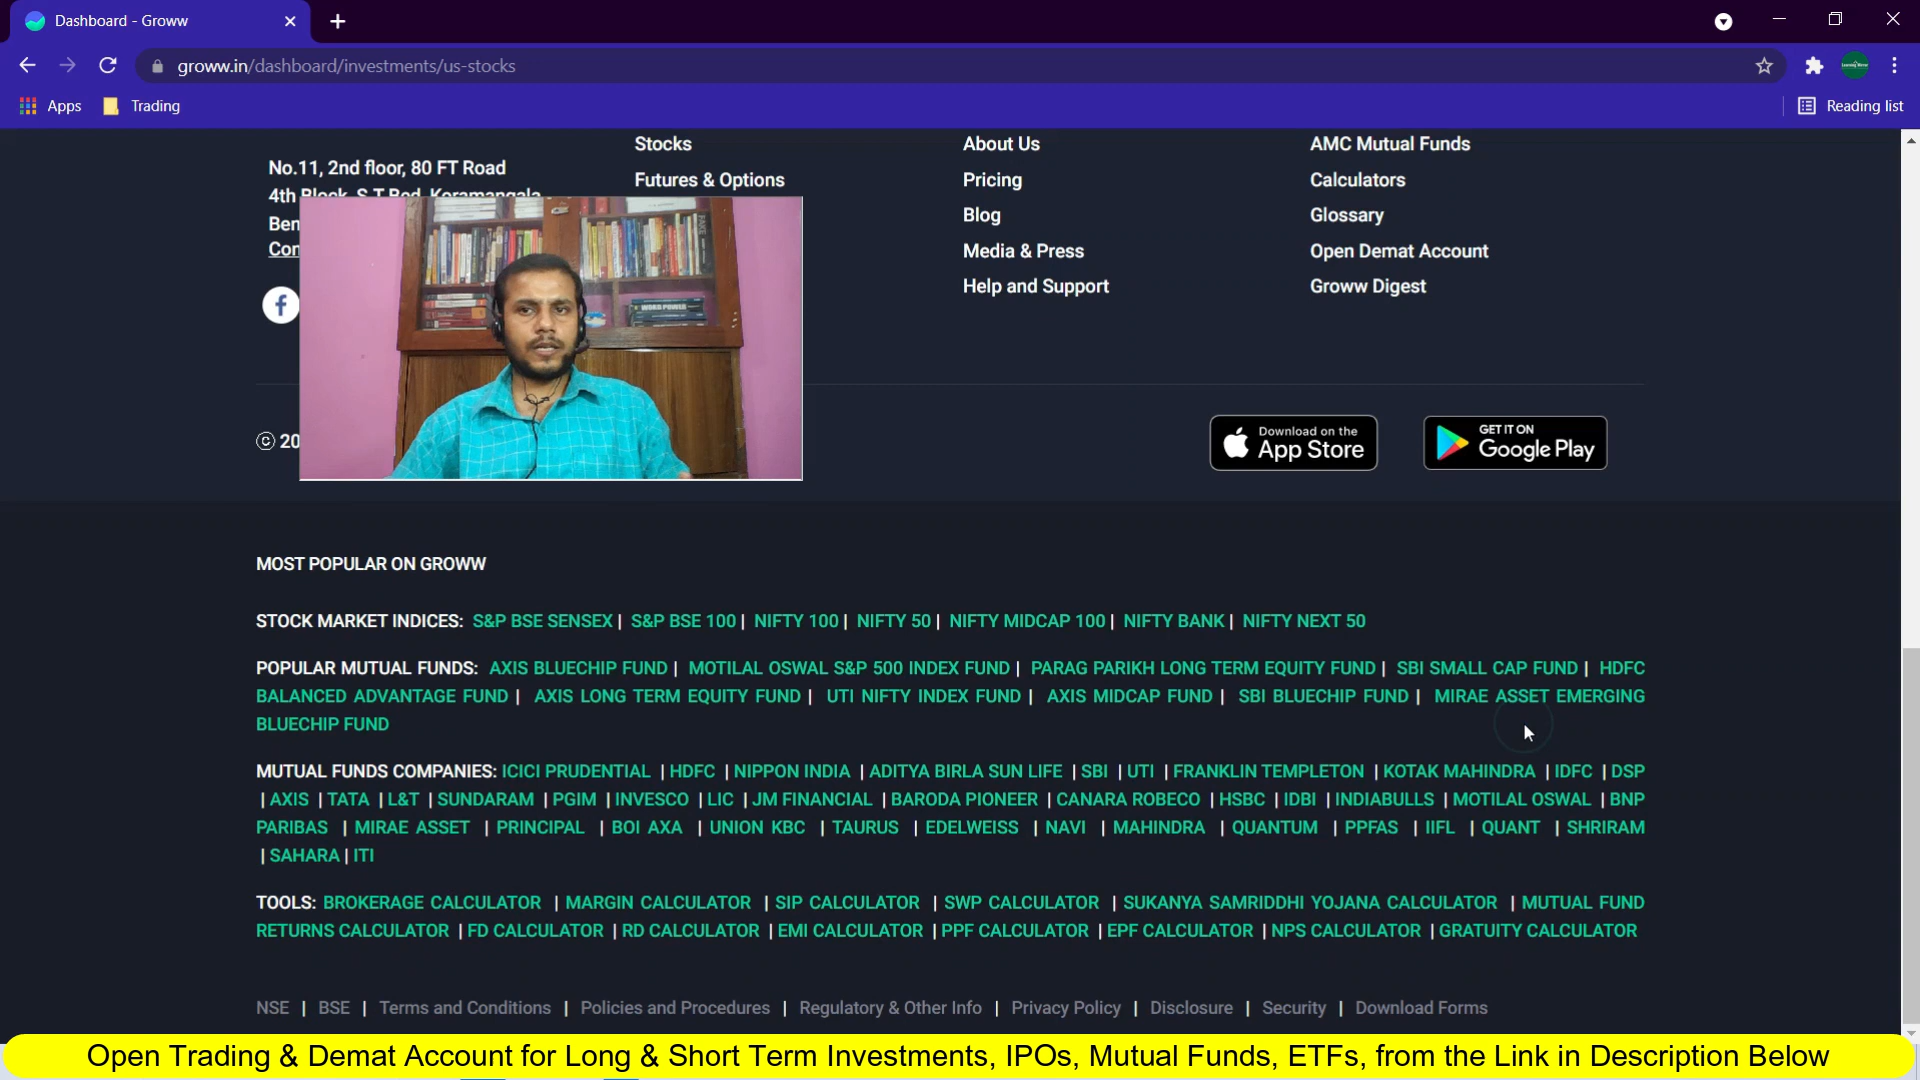 Dashboard - Groww
groww.in/dashboard/investments/us-stocks
Apps
Trading
Reading list
No.11, 2nd floor, 80 FT Road
Stocks
Futures & Options
About Us
Pricing
Blog
Media & Press
Help and Support
AMC Mutual Funds
Calculators
Glossary
Open Demat Account
Groww Digest
WORD POWER
© 20
Download on the
App Store
GET IT ON
Google Play
MOST POPULAR ON GROWW
STOCK MARKET INDICES: S&P BSE SENSEX | S&P BSE 100 | NIFTY 100 | NIFTY 50 | NIFTY MIDCAP 100 | NIFTY BANK | NIFTY NEXT 50
POPULAR MUTUAL FUNDS: AXIS BLUECHIP FUND | MOTILAL OSWAL S&P 500 INDEX FUND | PARAG PARIKH LONG TERM EQUITY FUND | SBI SMALL CAP FUND | HDFC
BALANCED ADVANTAGE FUND | AXIS LONG TERM EQUITY FUND | UTI NIFTY INDEX FUND | AXIS MIDCAP FUND | SBI BLUECHIP FUND | MIRAE ASSET EMERGING
BLUECHIP FUND
MUTUAL FUNDS COMPANIES: ICICI PRUDENTIAL | HDFC | NIPPON INDIA | ADITYA BIRLA SUN LIFE | SBI | UTI | FRANKLIN TEMPLETON | KOTAK MAHINDRA | IDFC | DSP
| AXIS | TATA | L&T | SUNDARAM | PGIM | INVESCO | LIC | JM FINANCIAL | BARODA PIONEER | CANARA ROBECO | HSBC | IDBI | INDIABULLS | MOTILAL OSWAL | BNP
PARIBAS | MIRAE ASSET | PRINCIPAL | BOI AXA | UNION KBC | TAURUS | EDELWEISS | NAVI | MAHINDRA | QUANTUM | PPFAS | IIFL | QUANT | SHRIRAM
| SAHARA | ITI
TOOLS: BROKERAGE CALCULATOR | MARGIN CALCULATOR | SIP CALCULATOR | SWP CALCULATOR | SUKANYA SAMRIDDHI YOJANA CALCULATOR | MUTUAL FUND
RETURNS CALCULATOR | FD CALCULATOR | RD CALCULATOR | EMI CALCULATOR | PPF CALCULATOR | EPF CALCULATOR | NPS CALCULATOR | GRATUITY CALCULATOR
NSE | BSE | Terms and Conditions | Policies and Procedures | Regulatory & Other Info | Privacy Policy | Disclosure | Security | Download Forms
Open Trading & Demat Account for Long & Short Term Investments, IPOs, Mutual Funds, ETFs, from the Link in Description Below